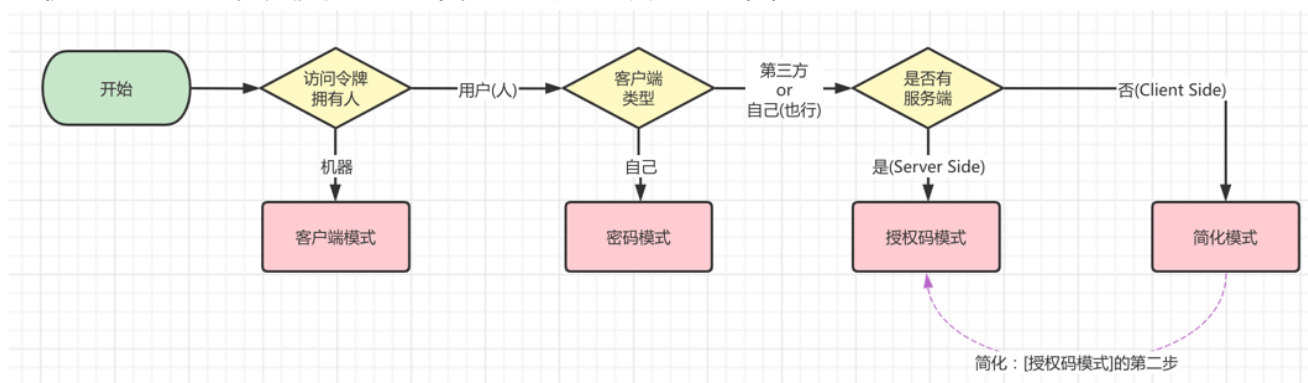 开始
访问令牌
拥有人
用户(人)
客户端
类型
第三方
or
自己(也行)
是否有
服务端
否(Client Side)
机器
自己
是(Server Side)
客户端模式
密码模式
授权码模式
简化模式
简化：[授权码模式]的第二步